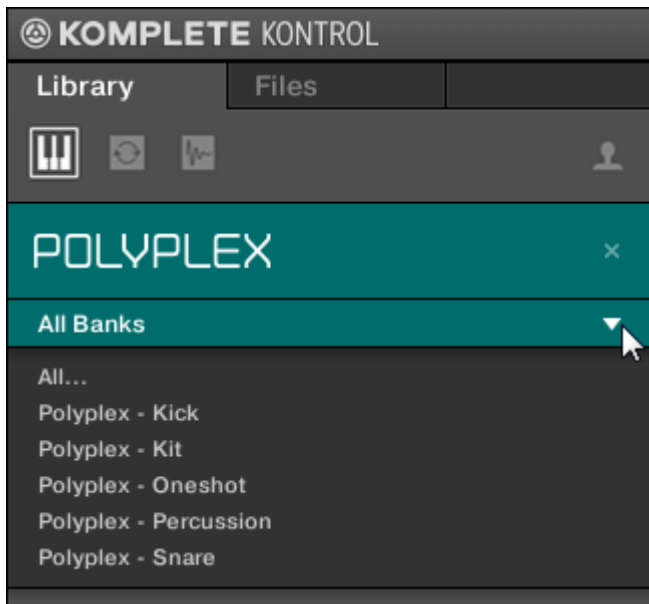 KOMPLETE KONTROL
Library Files
POLYPLEX
All Banks
All...
Polyplex - Kick
Polyplex - Kit
Polyplex - Oneshot
Polyplex - Percussion
Polyplex - Snare